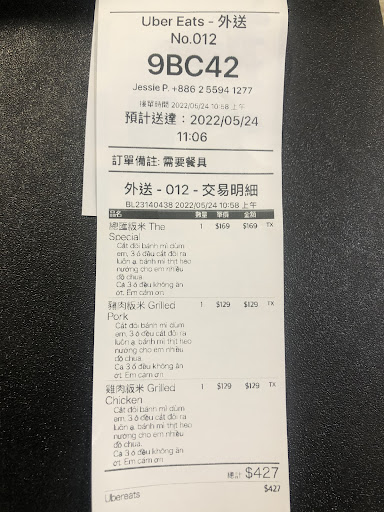 Uber Eats - 外送
No.012
9BC42
Jessie P. +886 2 5594 1277
接單時間 2022/05/24 10:58 上午
預計送達：2022/05/24
11:06
訂單備註: 需要餐具
外送 - 012 - 交易明細
BL23140438 2022/05/24 10:58 上午
品名 數量 單價 金額
總匯版米 The 1 $169 $169 TX
Special
Cắt đôi bánh mì dùm
em, 3 ổ đều cắt đôi ra
luôn ạ, bánh mì thịt heo
nướng cho em nhiều
đồ chua.
Cả 3 ổ đều không ăn
ớt. Em cảm ơn
豬肉版米 Grilled 1 $129 $129 TX
Pork
Cắt đôi bánh mì dùm
em, 3 ổ đều cắt đôi ra
luôn ạ, bánh mì thịt heo
nướng cho em nhiều
đồ chua.
Cả 3 ổ đều không ăn
ớt. Em cảm ơn
雞肉版米 Grilled 1 $129 $129 TX
Chicken
Cắt đôi bánh mì dùm
em, 3 ổ đều cắt đôi ra
luôn ạ, bánh mì thịt heo
nướng cho em nhiều
đồ chua.
Cả 3 ổ đều không ăn
ớt. Em cảm ơn
總計 $427
Ubereats $427